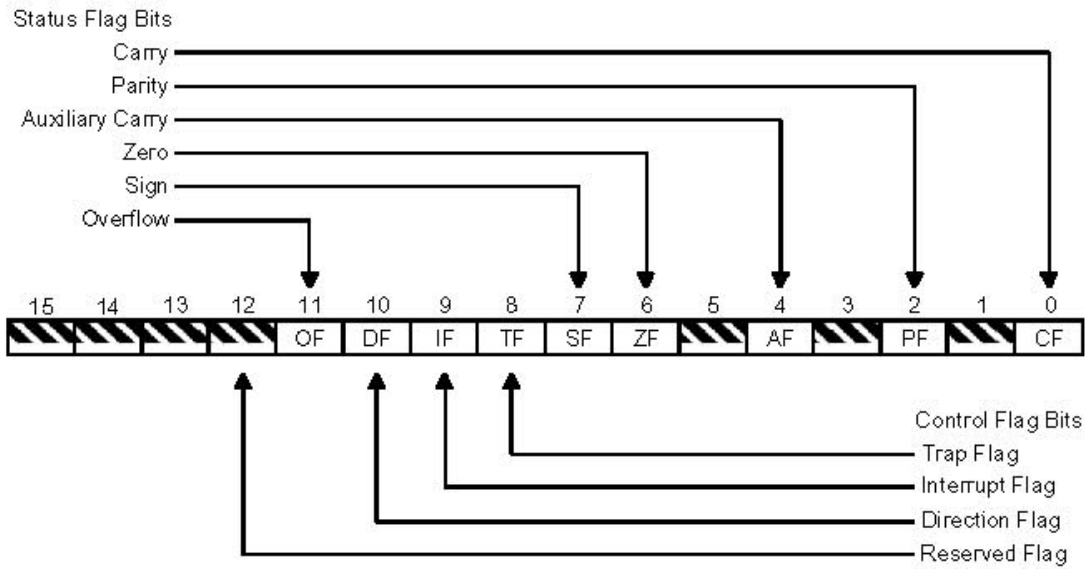 Status Flag Bits
Carry
Parity
Auxiliary Carry
Zero
Sign
Overflow
15 14 13 12 11 10 9 8 7 6 5 4 3 2 1 0
OF DF IF TF SF ZF AF PF CF
Control Flag Bits
Trap Flag
Interrupt Flag
Direction Flag
Reserved Flag